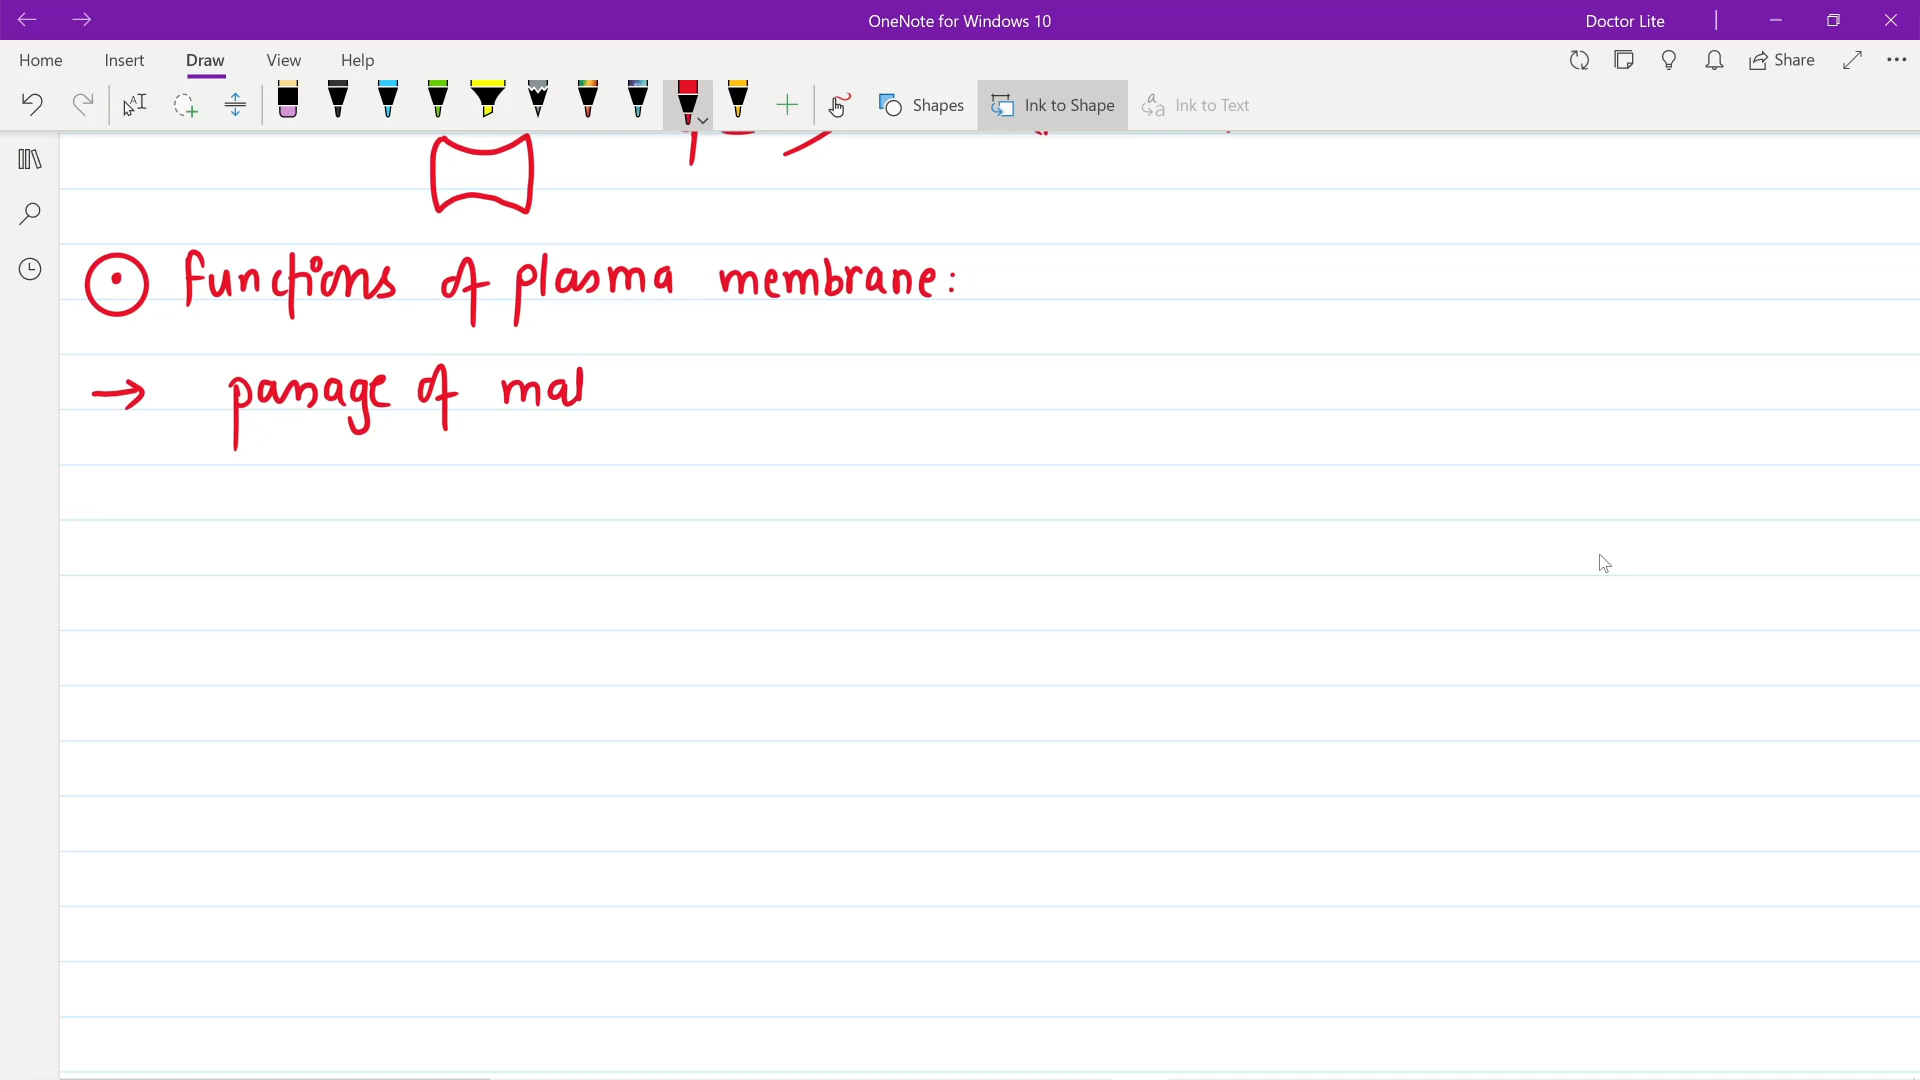 OneNote for Windows 10 Doctor Lite
Home Insert Draw View Help Share
Shapes Ink to Shape Ink to Text
functions of plasma membrane:
→ passage of mat